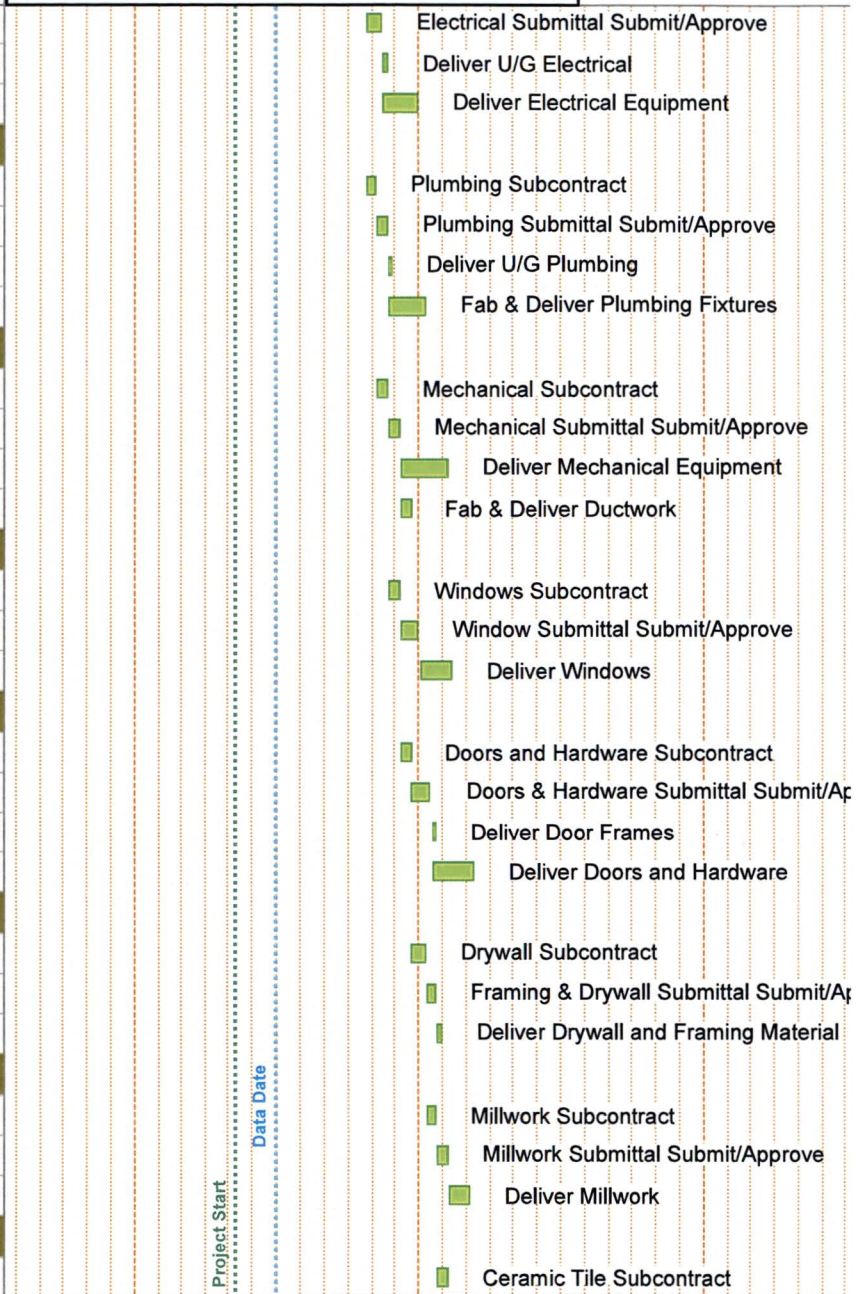 Electrical Submittal Submit/Approve
Deliver U/G Electrical
Deliver Electrical Equipment
Plumbing Subcontract
Plumbing Submittal Submit/Approve
Deliver U/G Plumbing
Fab & Deliver Plumbing Fixtures
Mechanical Subcontract
Mechanical Submittal Submit/Approve
Deliver Mechanical Equipment
Fab & Deliver Ductwork
Windows Subcontract
Window Submittal Submit/Approve
Deliver Windows
Doors and Hardware Subcontract
Doors & Hardware Submittal Submit/Ap
Deliver Door Frames
Deliver Doors and Hardware
Drywall Subcontract
Framing & Drywall Submittal Submit/Ap
Deliver Drywall and Framing Material
Millwork Subcontract
Millwork Submittal Submit/Approve
Deliver Millwork
Ceramic Tile Subcontract
Project Start
Data Date